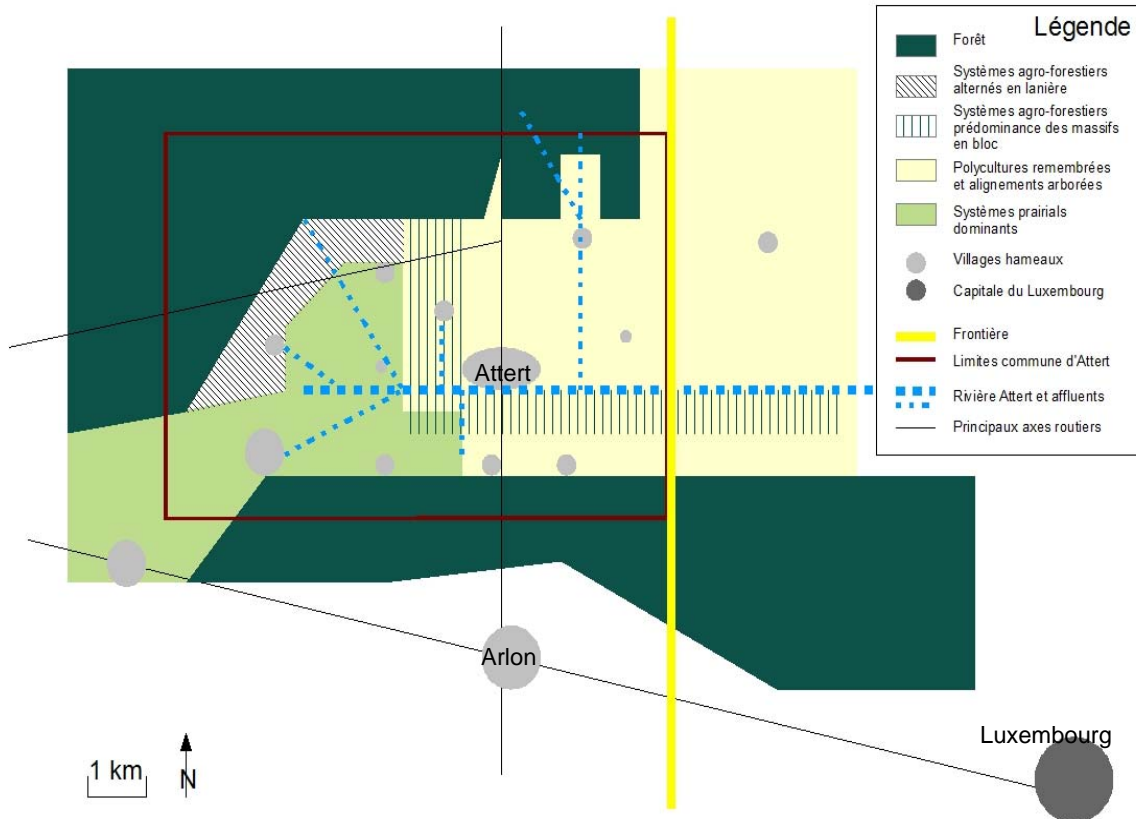 Légende
Forêt
Systèmes agro-forestiers
alternés en lanière
Systèmes agro-forestiers
prédominance des massifs
en bloc
Polycultures remembrées
et alignements arborées
Systèmes prairials
dominants
Villages hameaux
Capitale du Luxembourg
Frontière
Limites commune d'Attert
Rivière Attert et affluents
Principaux axes routiers
Attert
Arlon
Luxembourg
1 km
N